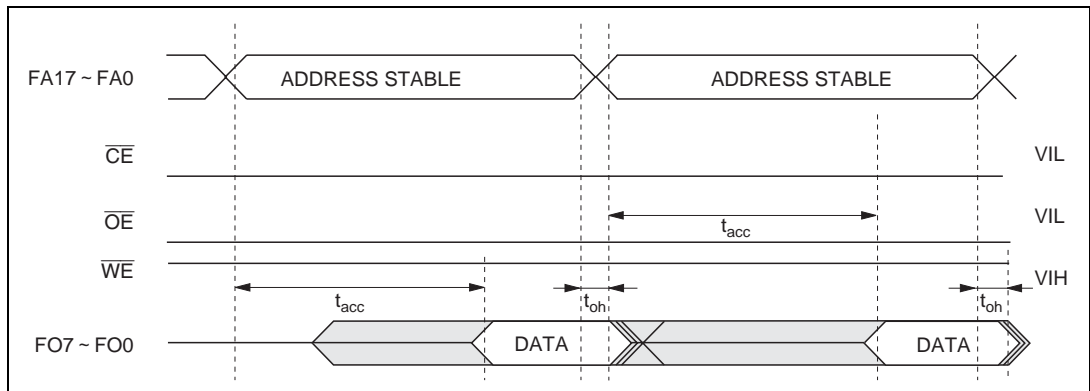 FA17 ~ FA0
ADDRESS STABLE
ADDRESS STABLE
CE
VIL
OE
VIL
tacc
WE
VIH
tacc
toh
toh
FO7 ~ FO0
DATA
DATA